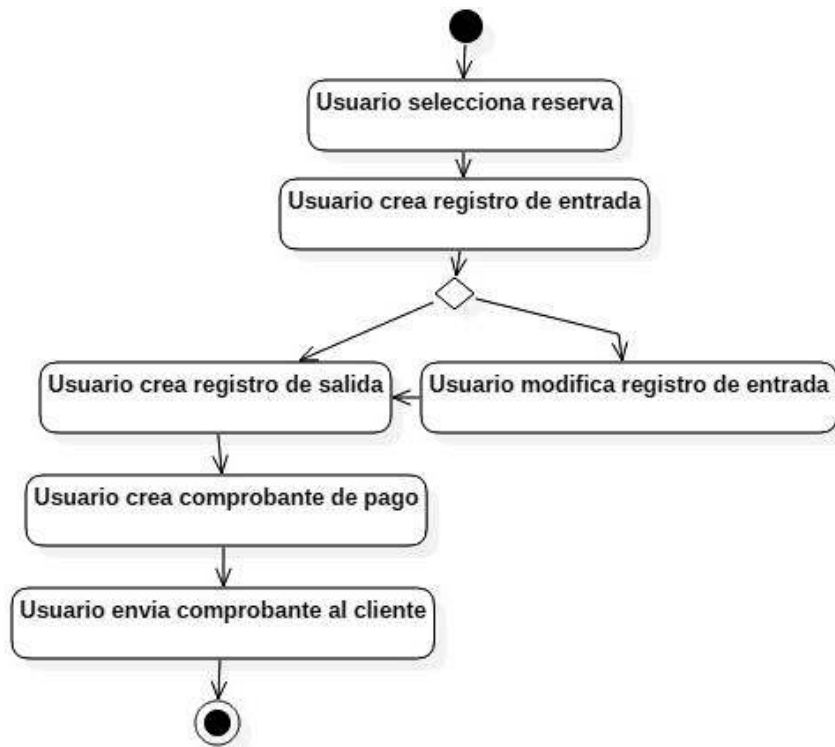 Usuario selecciona reserva
Usuario crea registro de entrada
Usuario crea registro de salida
Usuario modifica registro de entrada
Usuario crea comprobante de pago
Usuario envia comprobante al cliente